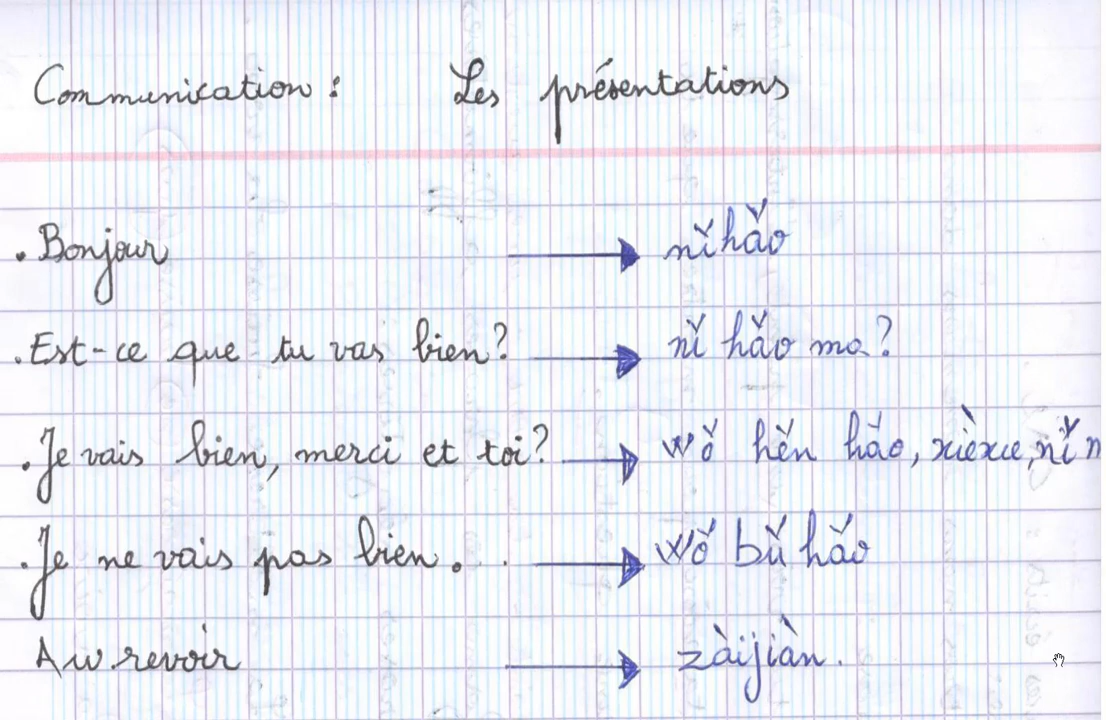 Communication : Les présentations
. Bonjour → nǐhǎo
. Est-ce que tu vas bien ? → nǐ hǎo ma ?
. Je vais bien, merci et toi ? → wǒ hěn hǎo, xièxie, nǐ n
. Je ne vais pas bien. . → wǒ bǔ hǎo
Au revoir → zàijiàn.